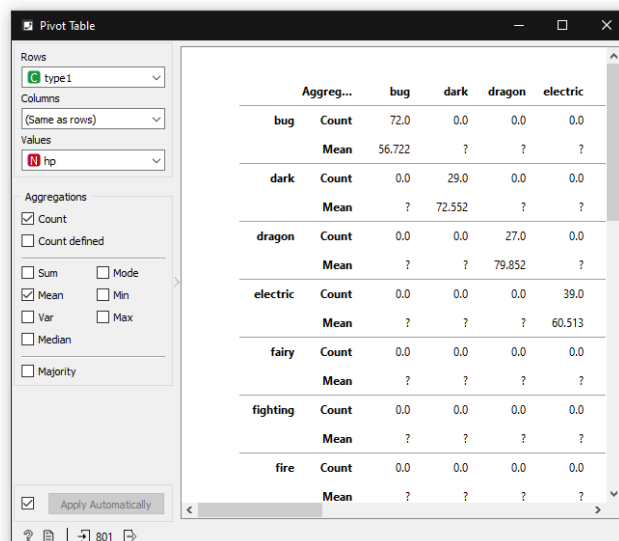 Pivot Table
Rows
C type1
Columns
(Same as rows)
Values
N hp
Aggregations
Count
Count defined
Sum Mode
Mean Min
Var Max
Median
Majority
Apply Automatically
? 801
Aggreg... bug dark dragon electric
bug Count 72.0 0.0 0.0 0.0
Mean 56.722 ? ? ?
dark Count 0.0 29.0 0.0 0.0
Mean ? 72.552 ? ?
dragon Count 0.0 0.0 27.0 0.0
Mean ? ? 79.852 ?
electric Count 0.0 0.0 0.0 39.0
Mean ? ? ? 60.513
fairy Count 0.0 0.0 0.0 0.0
Mean ? ? ? ?
fighting Count 0.0 0.0 0.0 0.0
Mean ? ? ? ?
fire Count 0.0 0.0 0.0 0.0
Mean ? ? ? ?